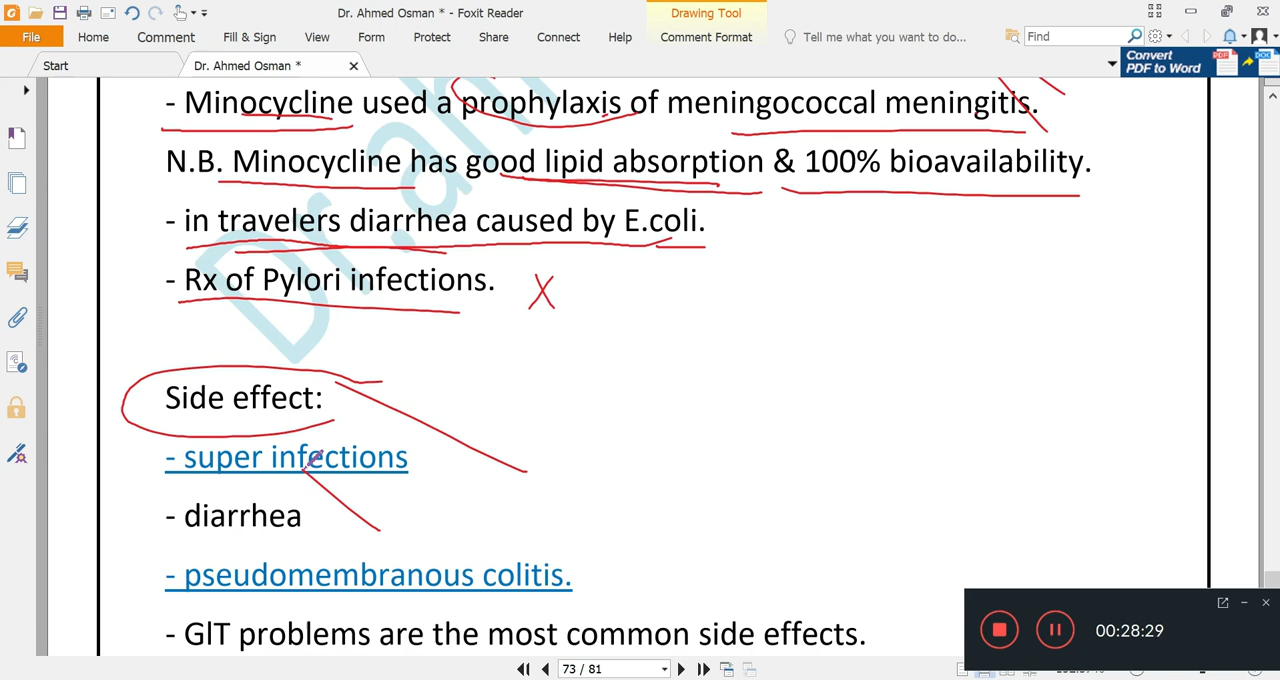 Dr. Ahmed Osman * - Foxit Reader
Drawing Tool
File Home Comment Fill & Sign View Form Protect Share Connect Help Comment Format Tell me what you want to do... Find
Start Dr. Ahmed Osman *
Convert
PDF to Word
- Minocycline used a prophylaxis of meningococcal meningitis.
N.B. Minocycline has good lipid absorption & 100% bioavailability.
- in travelers diarrhea caused by E.coli.
- Rx of Pylori infections. X
Dr.ah
Side effect:
- super infections
- diarrhea
- pseudomembranous colitis.
- GlT problems are the most common side effects.
00:28:29
73 / 81